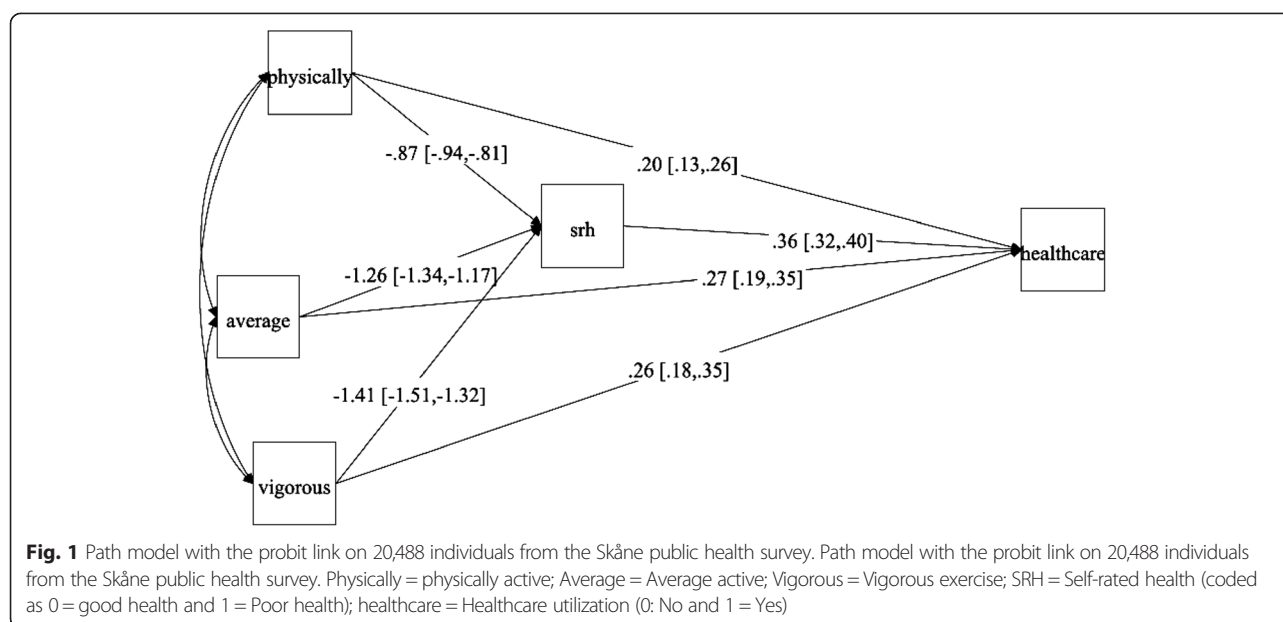 physically
-.87 [-.94,-.81]
.20 [.13,.26]
srh
.36 [.32,.40]
healthcare
-1.26 [-1.34,-1.17]
.27 [.19,.35]
average
.26 [.18,.35]
-1.41 [-1.51,-1.32]
vigorous
Fig. 1 Path model with the probit link on 20,488 individuals from the Skåne public health survey. Path model with the probit link on 20,488 individuals
from the Skåne public health survey. Physically = physically active; Average = Average active; Vigorous = Vigorous exercise; SRH = Self-rated health (coded
as 0 = good health and 1 = Poor health); healthcare = Healthcare utilization (0: No and 1 = Yes)